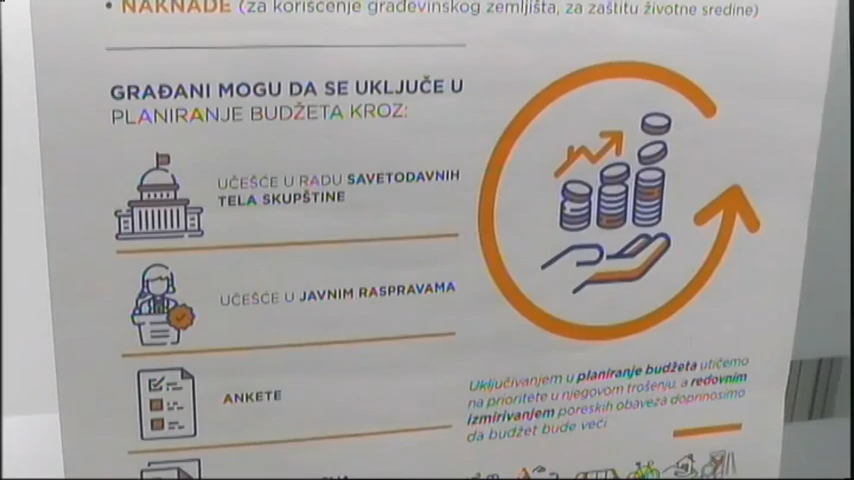 • NAKNADE (za korišćenje građevinskog zemljišta, za zaštitu životne sredine)
GRAĐANI MOGU DA SE UKLJUČE U
PLANIRANJE BUDŽETA KROZ:
UČEŠĆE U RADU SAVETODAVNIH
TELA SKUPŠTINE
UČEŠĆE U JAVNIM RASPRAVAMA
ANKETE
Uključivanjem u planiranje budžeta utičemo
na prioritete u njegovom trošenju, a redovnim
izmirivanjem poreskih obaveza doprinosimo
da budžet bude veći